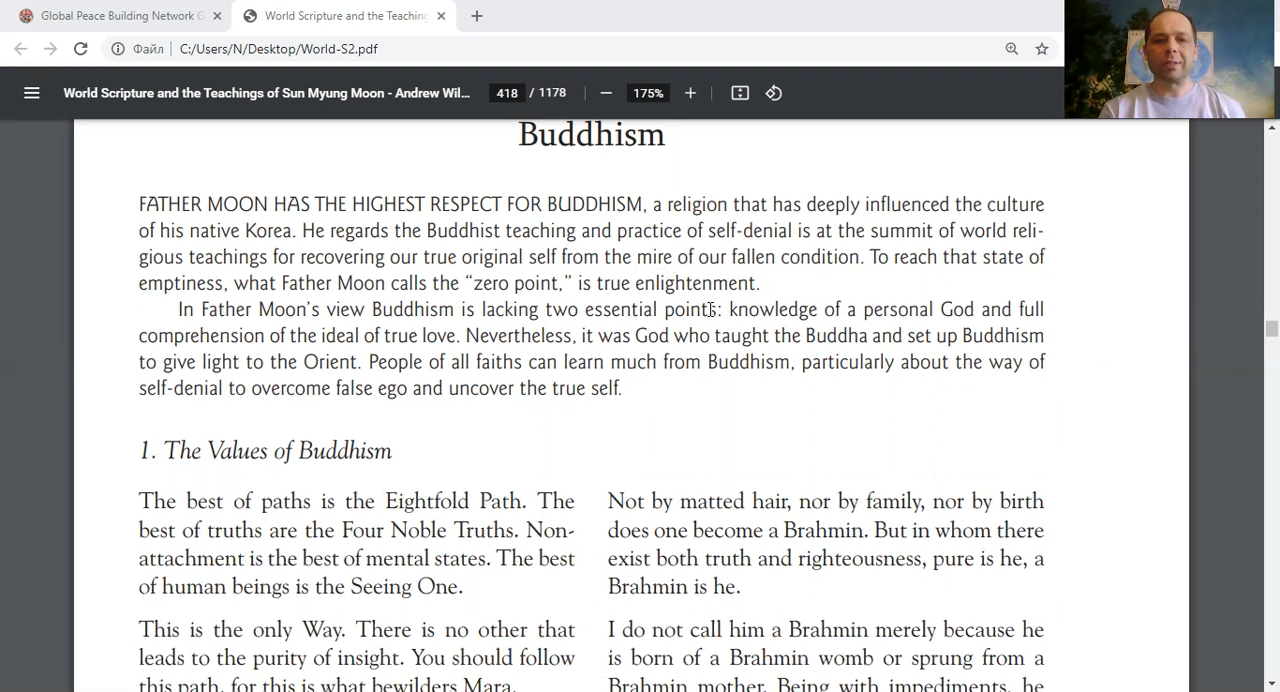 Global Peace Building Network G
World Scripture and the Teaching
Файл
C:/Users/N/Desktop/World-S2.pdf
World Scripture and the Teachings of Sun Myung Moon - Andrew Wil...
418 / 1178
175%
Buddhism
FATHER MOON HAS THE HIGHEST RESPECT FOR BUDDHISM, a religion that has deeply influenced the culture
of his native Korea. He regards the Buddhist teaching and practice of self-denial is at the summit of world reli-
gious teachings for recovering our true original self from the mire of our fallen condition. To reach that state of
emptiness, what Father Moon calls the “zero point,” is true enlightenment.
In Father Moon’s view Buddhism is lacking two essential points: knowledge of a personal God and full
comprehension of the ideal of true love. Nevertheless, it was God who taught the Buddha and set up Buddhism
to give light to the Orient. People of all faiths can learn much from Buddhism, particularly about the way of
self-denial to overcome false ego and uncover the true self.
1. The Values of Buddhism
The best of paths is the Eightfold Path. The
best of truths are the Four Noble Truths. Non-
attachment is the best of mental states. The best
of human beings is the Seeing One.
This is the only Way. There is no other that
leads to the purity of insight. You should follow
this path, for this is what bewilders Mara.
Not by matted hair, nor by family, nor by birth
does one become a Brahmin. But in whom there
exist both truth and righteousness, pure is he, a
Brahmin is he.
I do not call him a Brahmin merely because he
is born of a Brahmin womb or sprung from a
Brahmin mother. Being with impediments, he